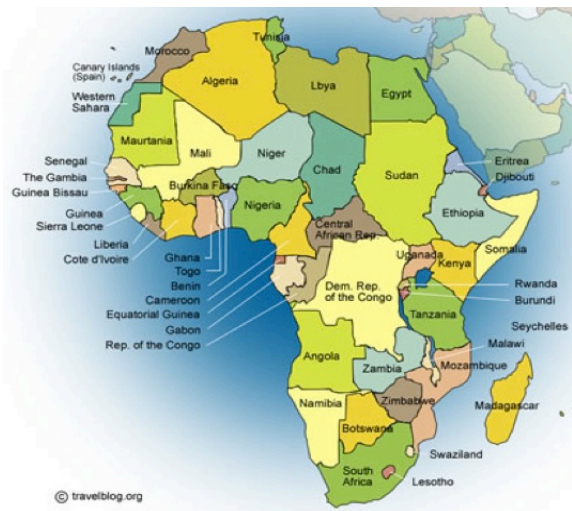 Tunisia
Morocco
Canary Islands
(Spain)
Algeria
Lbya
Egypt
Western
Sahara
Maurtania
Mali
Niger
Chad
Sudan
Eritrea
Djibouti
Senegal
The Gambia
Guinea Bissau
Burkina Faso
Guinea
Sierra Leone
Nigeria
Ethiopia
Central
African Rep.
Somalia
Liberia
Cote d'Ivoire
Ghana
Togo
Benin
Cameroon
Equatorial Guinea
Gabon
Rep. of the Congo
Uganada
Kenya
Dem. Rep.
of the Congo
Rwanda
Burundi
Tanzania
Seychelles
Malawi
Angola
Zambia
Mozambique
Namibia
Zimbabwe
Madagascar
Botswana
Swaziland
South
Africa
Lesotho
© travelblog.org